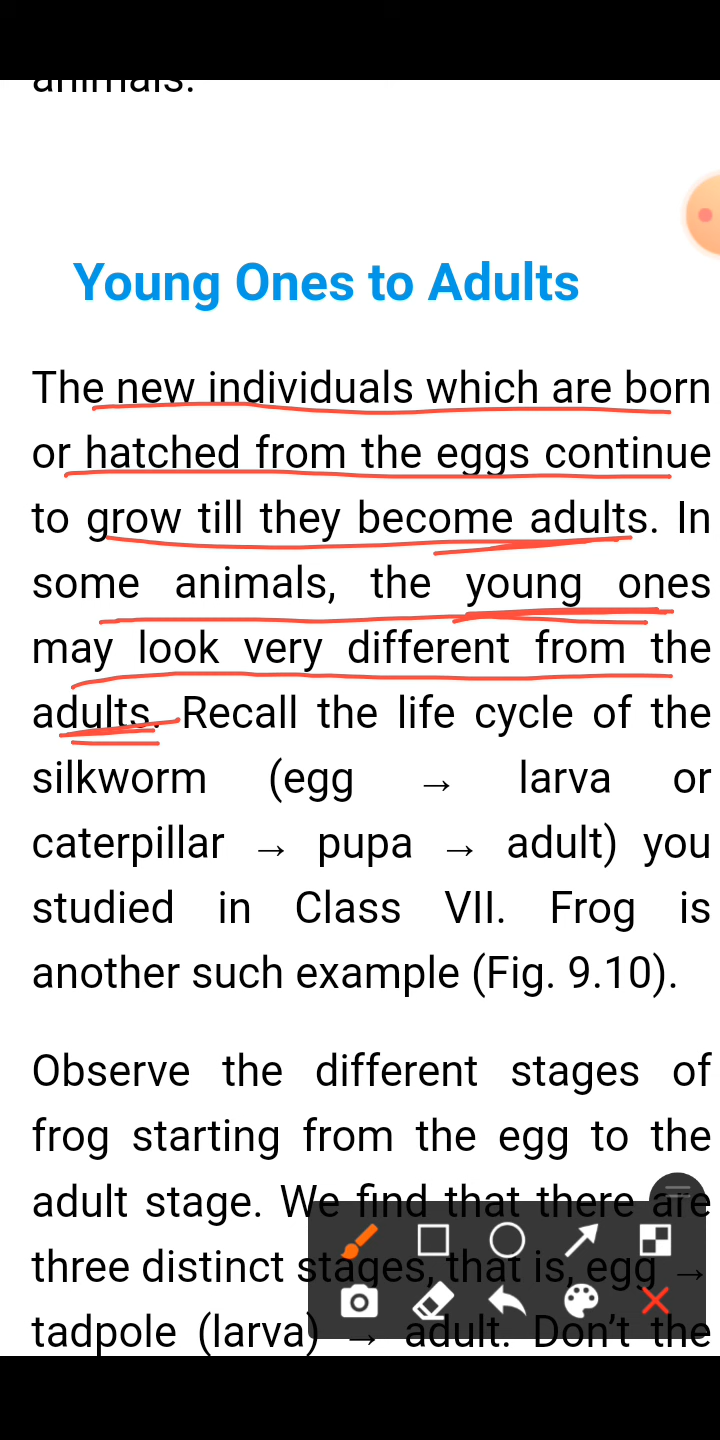 animals.
Young Ones to Adults
The new individuals which are born
or hatched from the eggs continue
to grow till they become adults. In
some animals, the young ones
may look very different from the
adults. Recall the life cycle of the
silkworm (egg → larva or
caterpillar → pupa → adult) you
studied in Class VII. Frog is
another such example (Fig. 9.10).
Observe the different stages of
frog starting from the egg to the
adult stage. We find that there are
three distinct stages, that is, egg →
tadpole (larva) → adult. Don't the